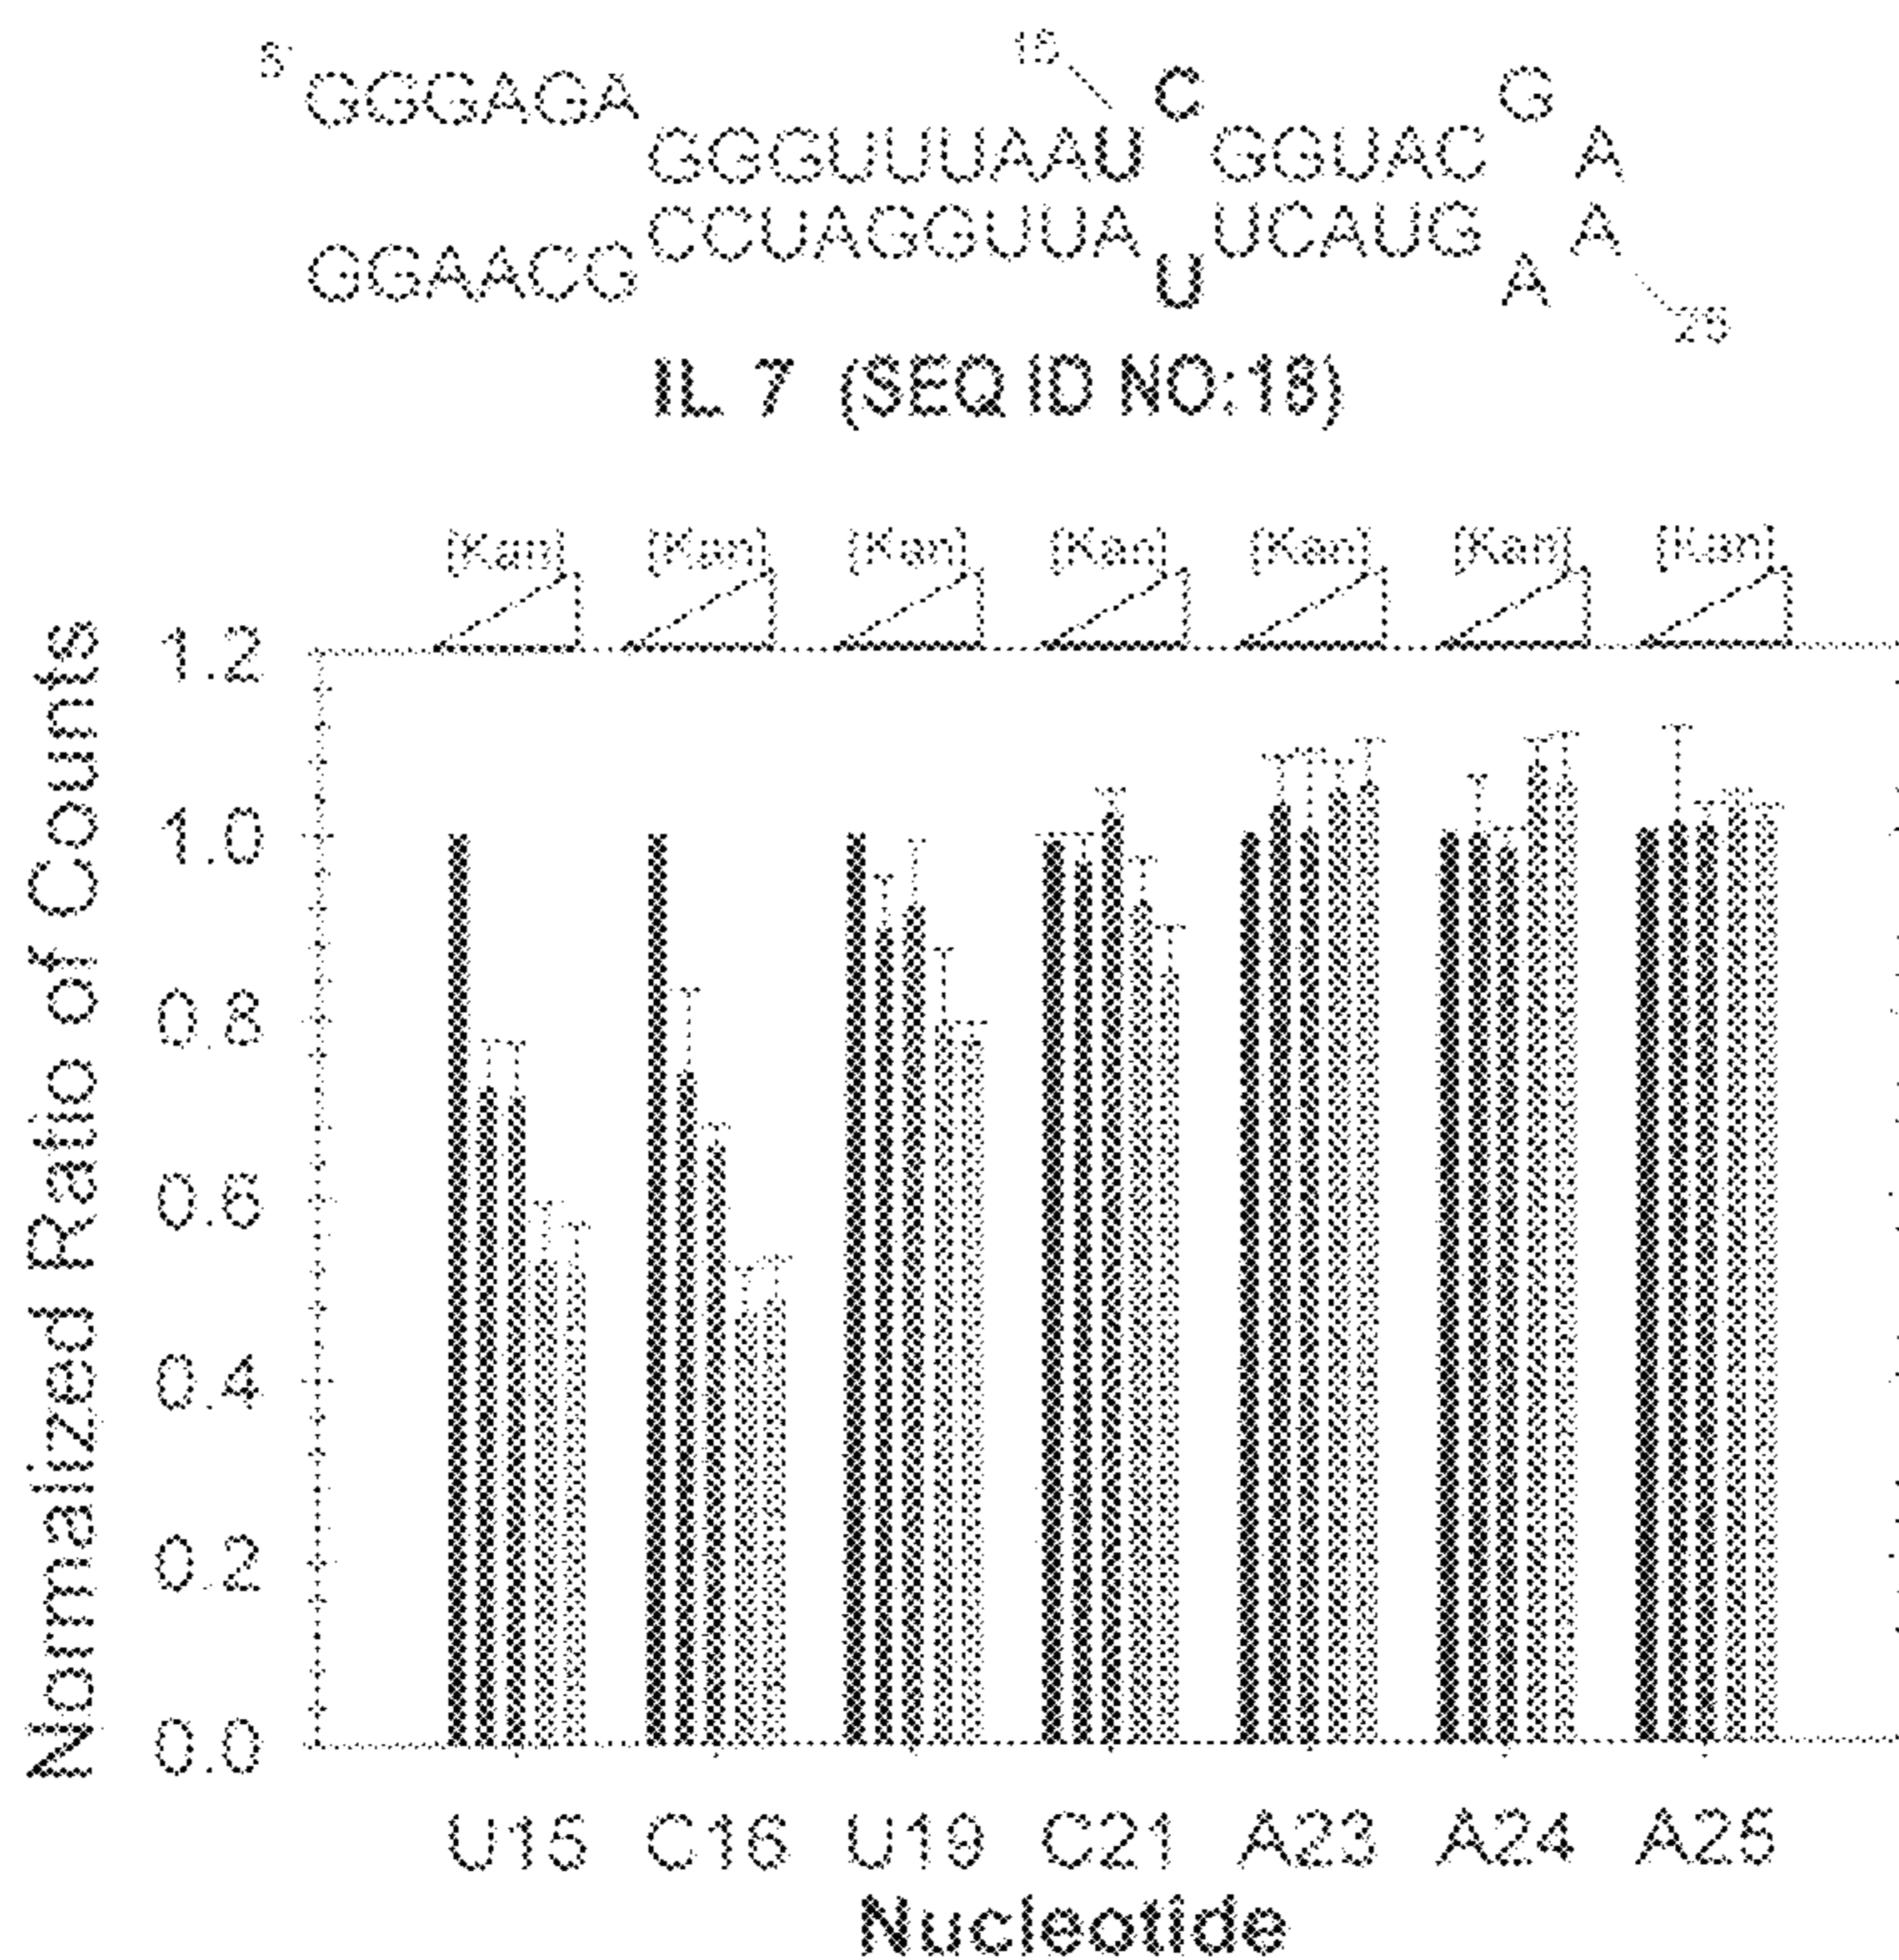 5' GGGAGA 15 C G
GGGUUUAAU GGUAC A
CCUAGGUUA UCAUG A
GGAACG U A 25
IL 7 (SEQ ID NO:18)
[Kan] [Kan] [Kan] [Kan] [Kan] [Kan] [Kan]
Normalized Ratio of Counts
1.2
1.0
0.8
0.6
0.4
0.2
0.0
U15 C16 U19 C21 A23 A24 A25
Nucleotide